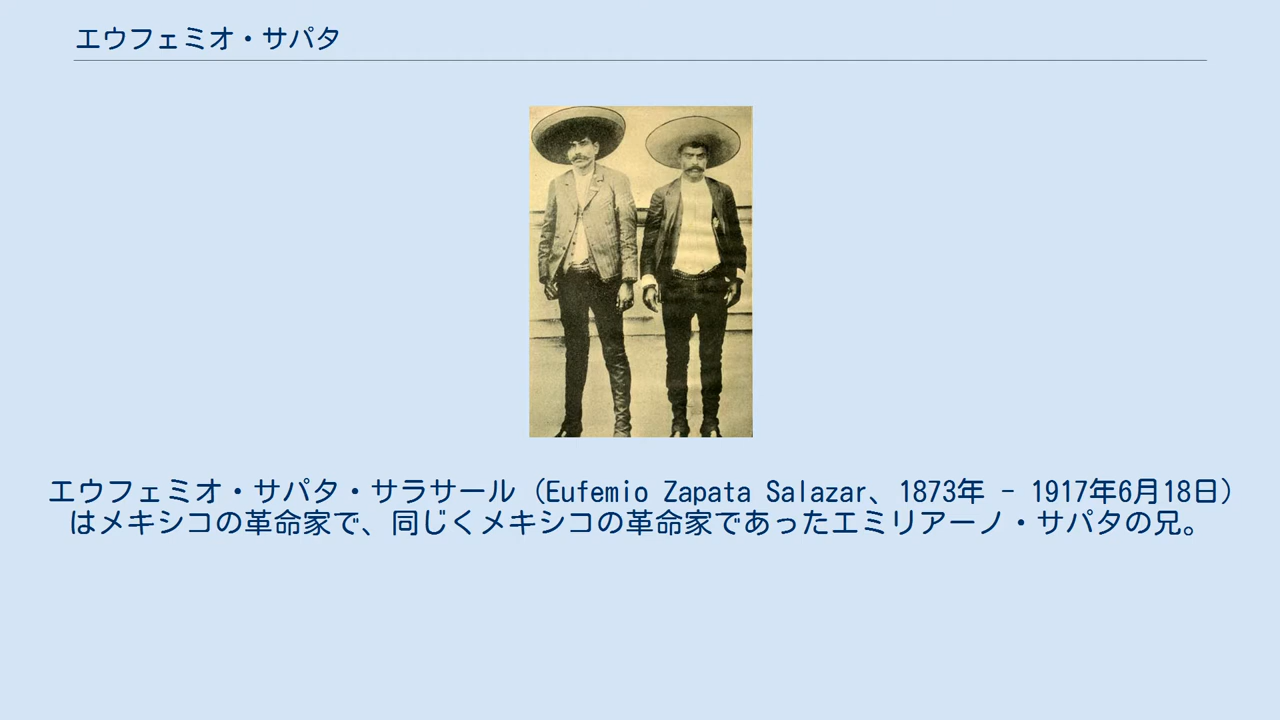 エウフェミオ・サパタ
エウフェミオ・サパタ・サラサール（Eufemio Zapata Salazar、1873年 - 1917年6月18日）
はメキシコの革命家で、同じくメキシコの革命家であったエミリアーノ・サパタの兄。